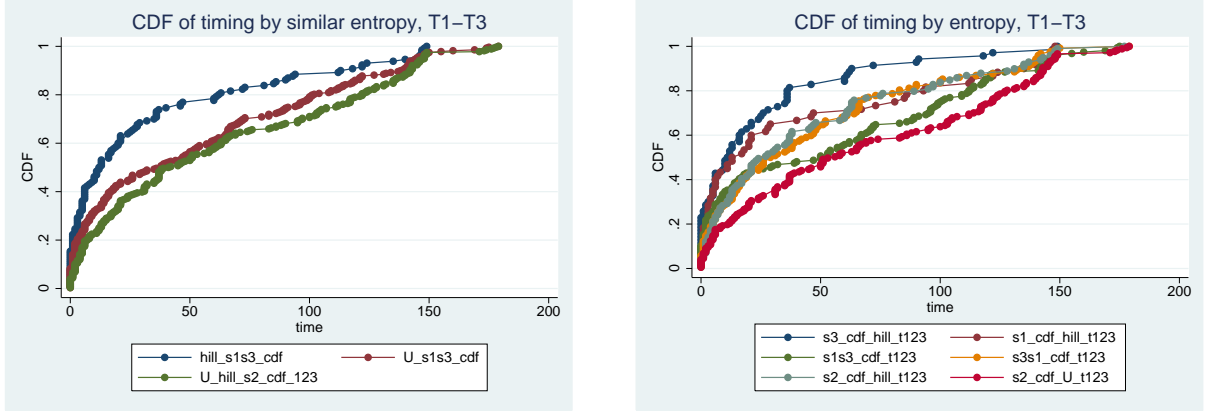 CDF of timing by similar entropy, T1−T3
CDF
0 .2 .4 .6 .8 1
0 50 100 150 200
time
hill_s1s3_cdf U_s1s3_cdf
U_hill_s2_cdf_123
CDF of timing by entropy, T1−T3
CDF
0 .2 .4 .6 .8 1
0 50 100 150 200
time
s3_cdf_hill_t123 s1_cdf_hill_t123
s1s3_cdf_t123 s3s1_cdf_t123
s2_cdf_hill_t123 s2_cdf_U_t123